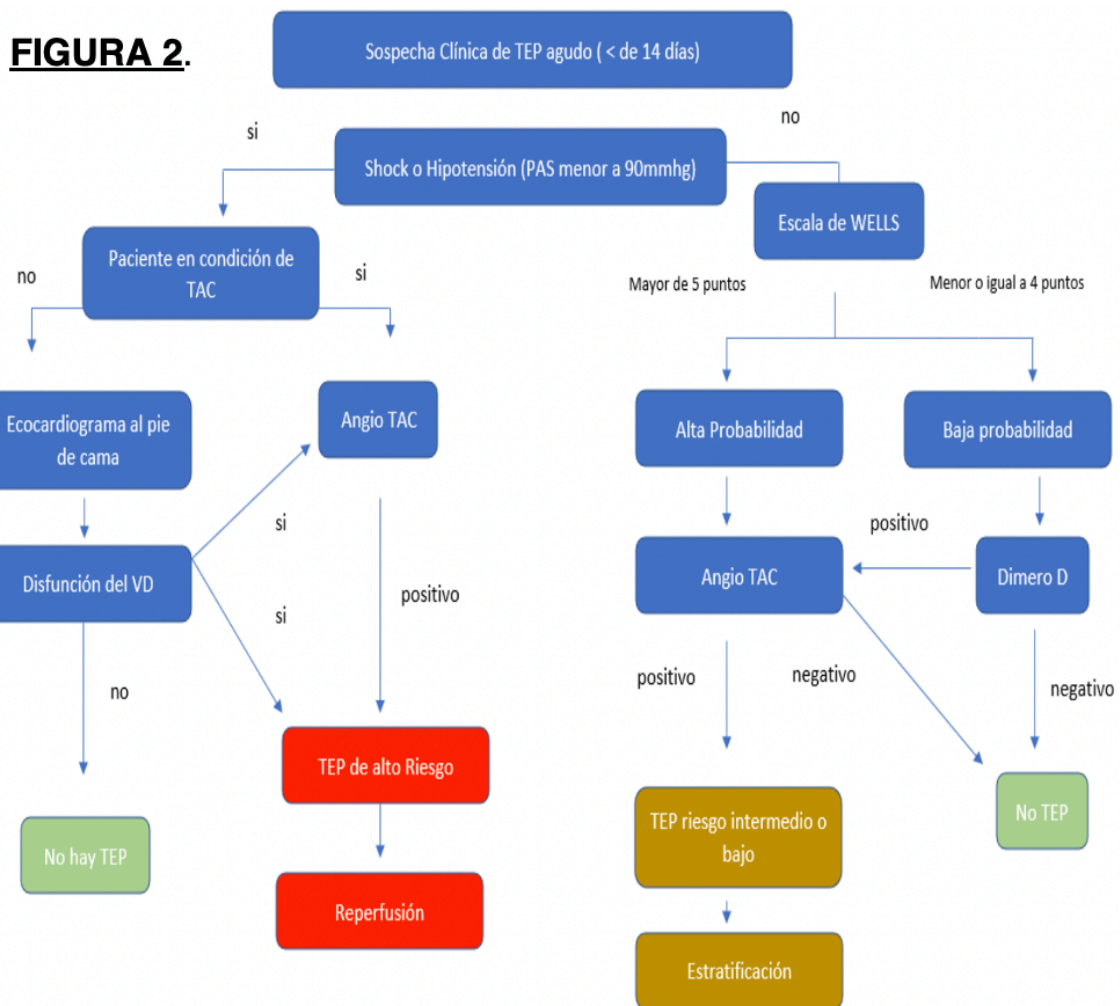 FIGURA 2.
Sospecha Clínica de TEP agudo ( < de 14 días)
si
no
Shock o Hipotensión (PAS menor a 90mmhg)
Escala de WELLS
Paciente en condición de
TAC
no
si
Mayor de 5 puntos
Menor o igual a 4 puntos
Ecocardiograma al pie
de cama
Angio TAC
Alta Probabilidad
Baja probabilidad
si
positivo
Disfunción del VD
positivo
Angio TAC
Dimero D
si
no
positivo
negativo
negativo
TEP de alto Riesgo
No hay TEP
TEP riesgo intermedio o
bajo
No TEP
Reperfusión
Estratificación